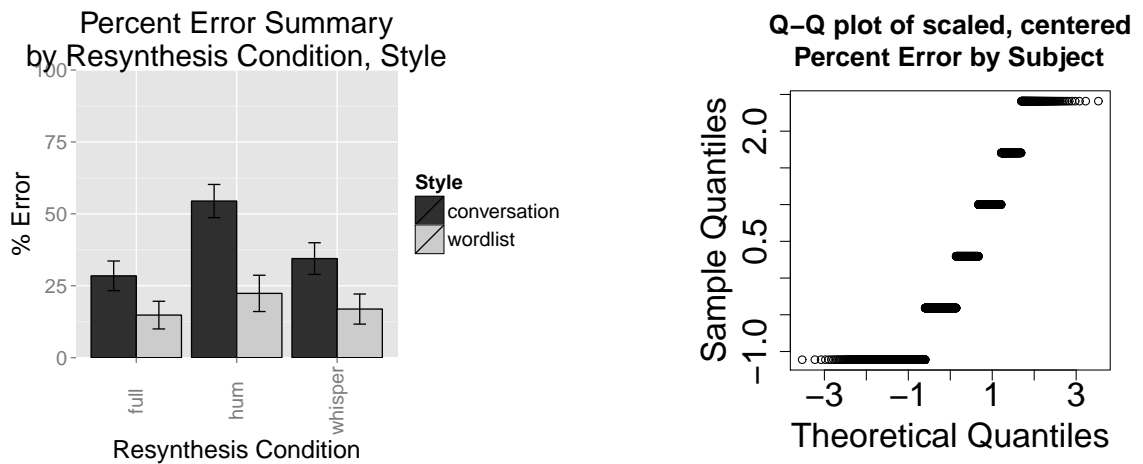 Percent Error Summary
by Resynthesis Condition, Style
100
75
50
25
0
% Error
full
hum
whisper
Resynthesis Condition
Style
conversation
wordlist
Q−Q plot of scaled, centered
Percent Error by Subject
2.0
0.5
−1.0
Sample Quantiles
−3
−1
1
3
Theoretical Quantiles